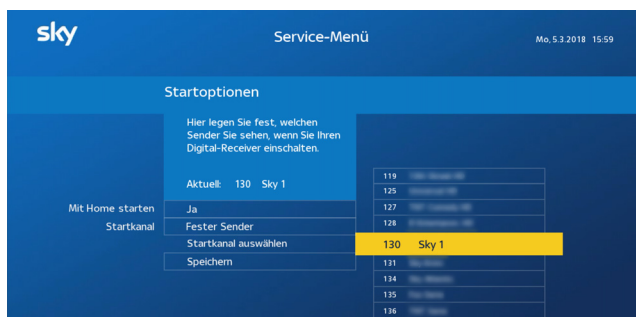 sky
Service-Menü
Mo, 5.3.2018 15:59
Startoptionen
Hier legen Sie fest, welchen
Sender Sie sehen, wenn Sie Ihren
Digital-Receiver einschalten.
Aktuell: 130 Sky 1
Mit Home starten Ja
Startkanal Fester Sender
Startkanal auswählen
Speichern
119
125
127
128
130 Sky 1
131
134
135
136